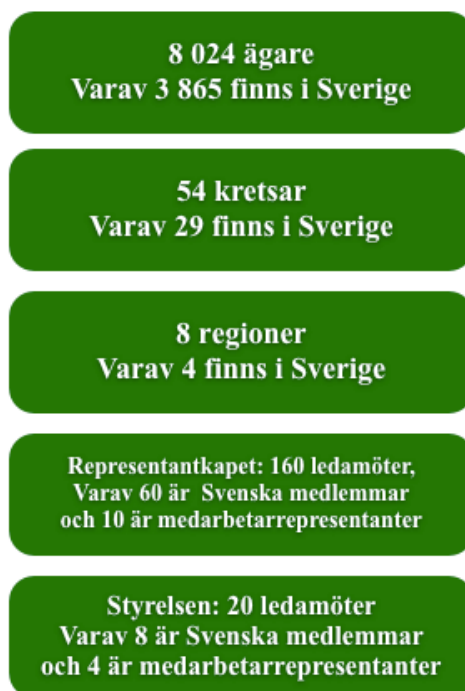 8 024 ägare
Varav 3 865 finns i Sverige
54 kretsar
Varav 29 finns i Sverige
8 regioner
Varav 4 finns i Sverige
Representantkapet: 160 ledamöter,
Varav 60 är Svenska medlemmar
och 10 är medarbetarrepresentanter
Styrelsen: 20 ledamöter
Varav 8 är Svenska medlemmar
och 4 är medarbetarrepresentanter